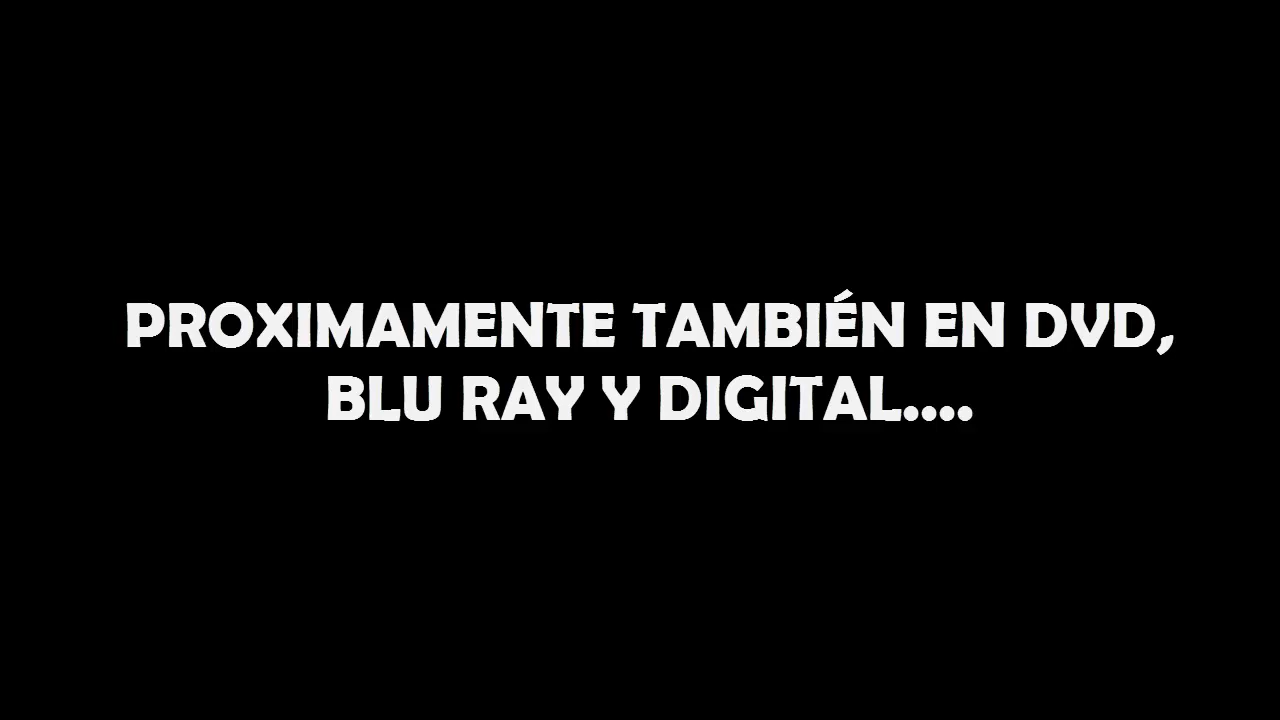 PROXIMAMENTE TAMBIÉN EN DVD,
BLU RAY Y DIGITAL....